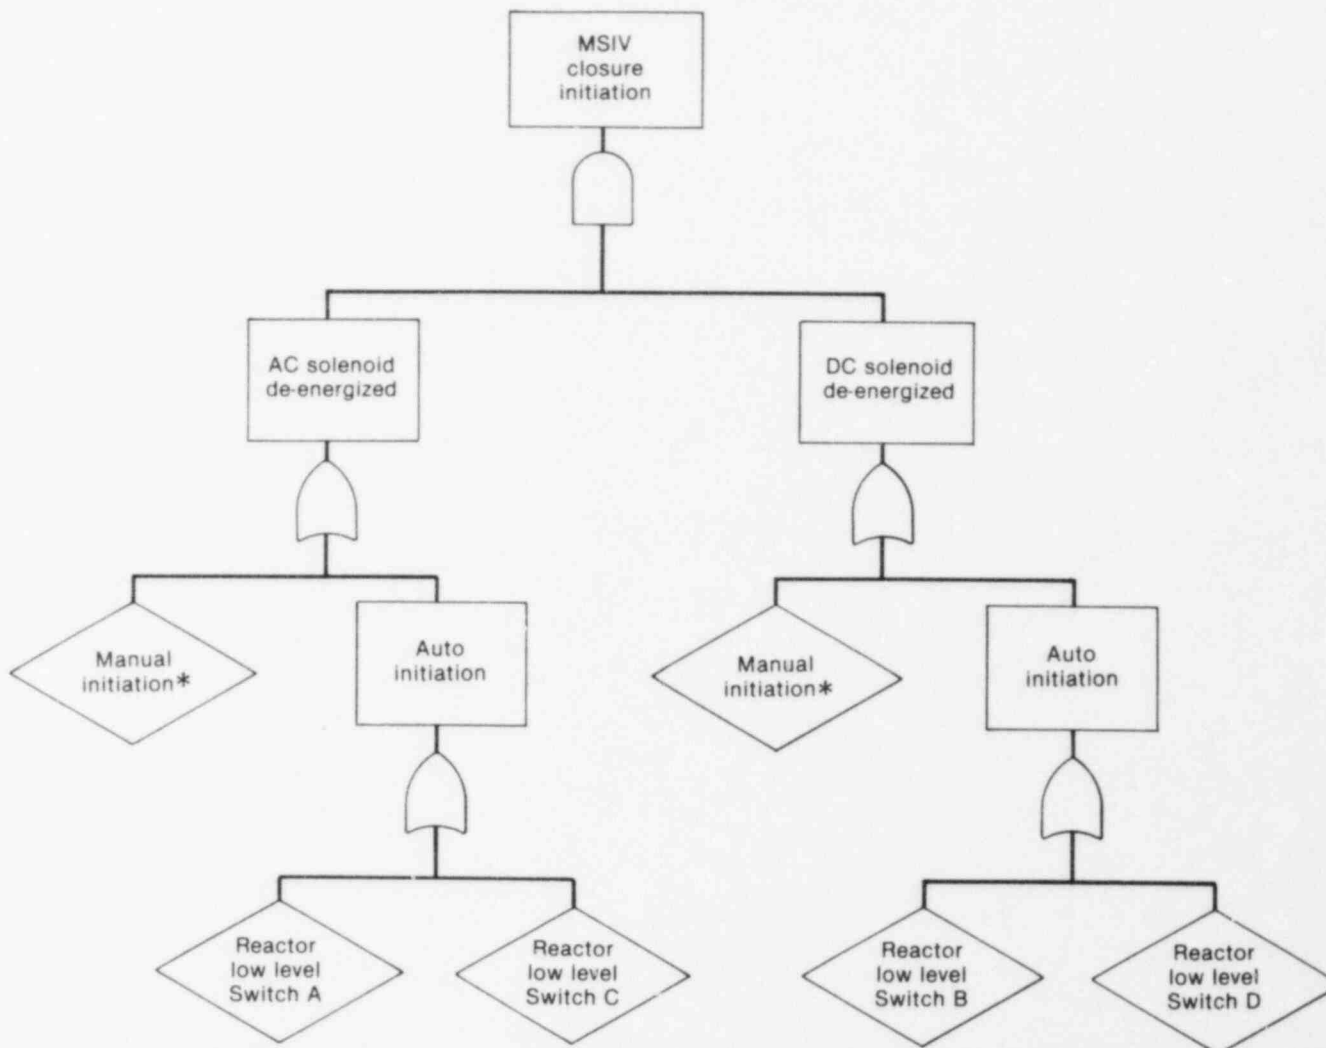 MSIV
closure
initiation
AC solenoid
de-energized
DC solenoid
de-energized
Manual
initiation*
Auto
initiation
Manual
initiation*
Auto
initiation
Reactor
low level
Switch A
Reactor
low level
Switch C
Reactor
low level
Switch B
Reactor
low level
Switch D